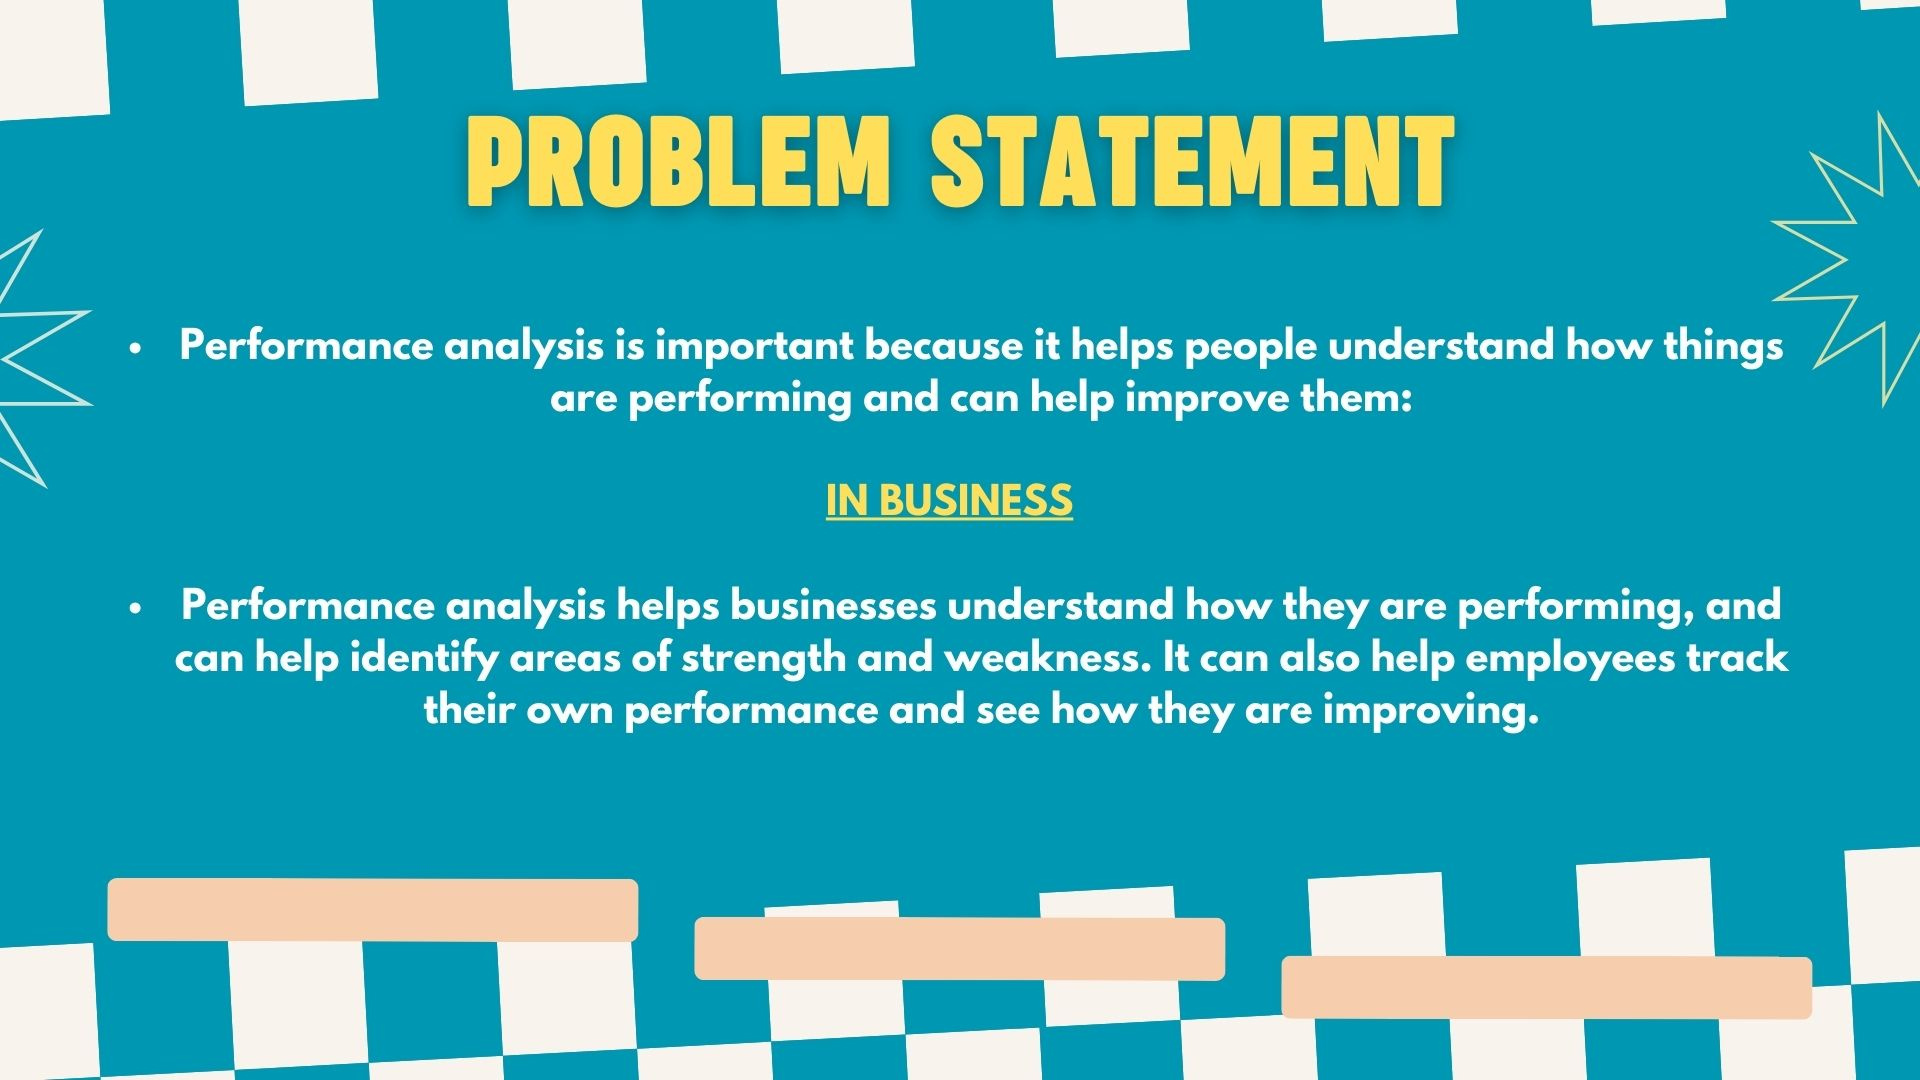 PROBLEM STATEMENT
• Performance analysis is important because it helps people understand how things
are performing and can help improve them:
IN BUSINESS
• Performance analysis helps businesses understand how they are performing, and
can help identify areas of strength and weakness. It can also help employees track
their own performance and see how they are improving.